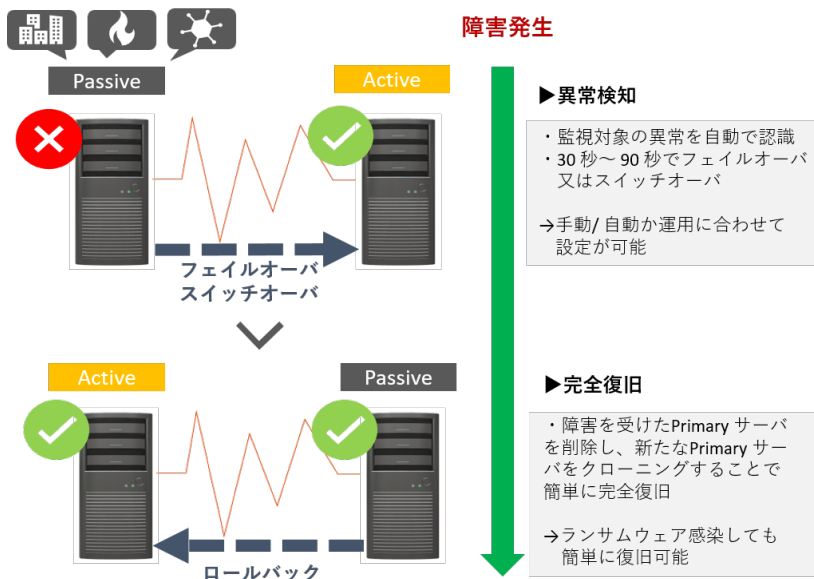 障害発生
Passive
Active
フェイルオーバ
スイッチオーバ
▶異常検知
・監視対象の異常を自動で認識
・30 秒～ 90 秒でフェイルオーバ
又はスイッチオーバ
→手動/ 自動か運用に合わせて
設定が可能
Active
Passive
ロールバック
▶完全復旧
・障害を受けたPrimary サーバ
を削除し、新たなPrimary サー
バをクローニングすることで
簡単に完全復旧
→ランサムウェア感染しても
簡単に復旧可能